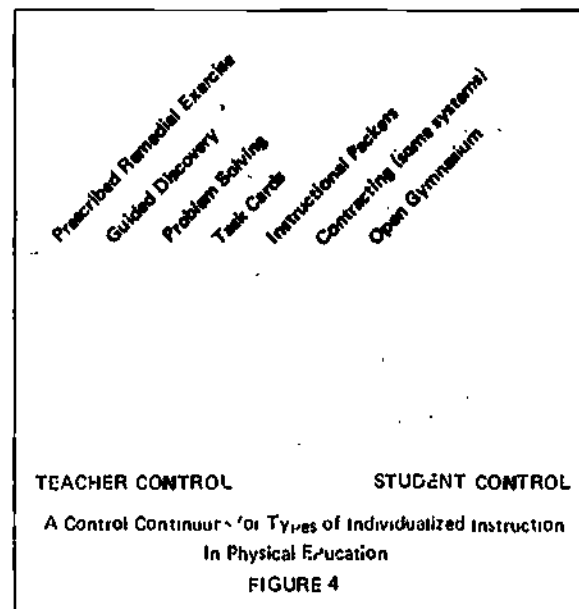 Prescribed Remedial Exercise
Guided Discovery
Problem Solving
Task Cards
Instructional Packets
Contracting (some systems)
Open Gymnasium
TEACHER CONTROL STUDENT CONTROL
A Control Continuum for Types of Individualized Instruction
In Physical Education
FIGURE 4